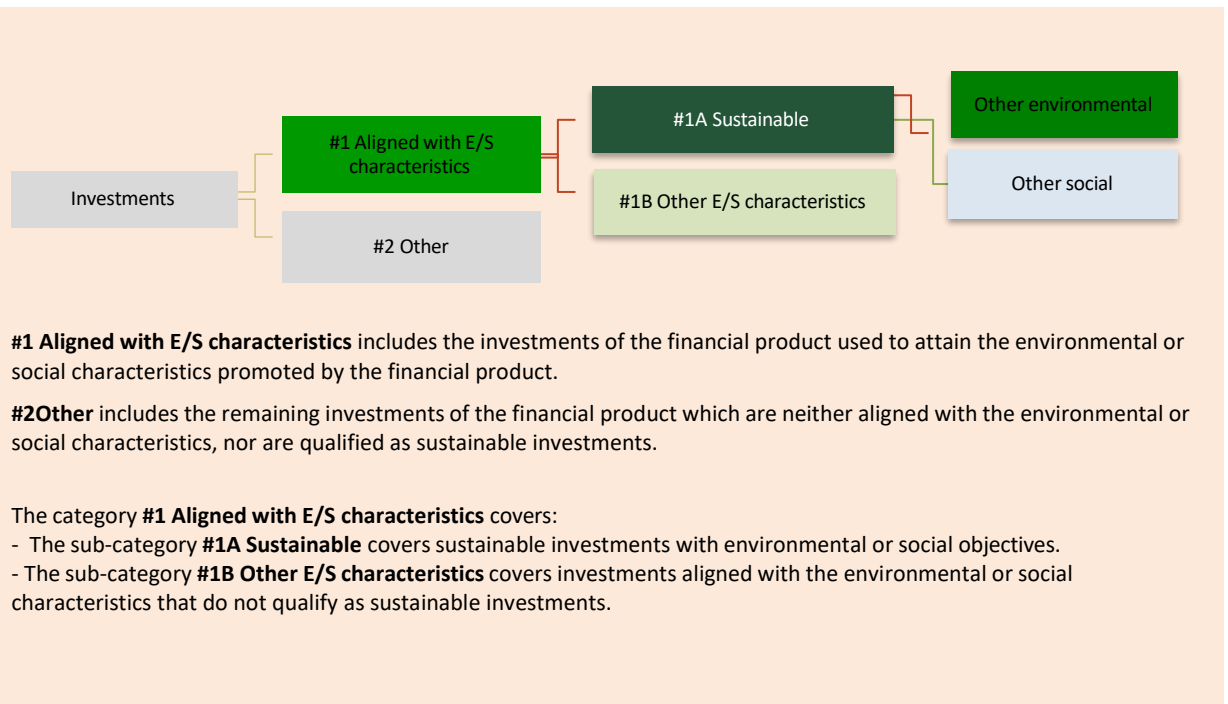 Other environmental
#1A Sustainable
#1 Aligned with E/S
characteristics
Other social
Investments
#1B Other E/S characteristics
#2 Other
#1 Aligned with E/S characteristics includes the investments of the financial product used to attain the environmental or
social characteristics promoted by the financial product.
#2Other includes the remaining investments of the financial product which are neither aligned with the environmental or
social characteristics, nor are qualified as sustainable investments.
The category #1 Aligned with E/S characteristics covers:
- The sub-category #1A Sustainable covers sustainable investments with environmental or social objectives.
- The sub-category #1B Other E/S characteristics covers investments aligned with the environmental or social
characteristics that do not qualify as sustainable investments.